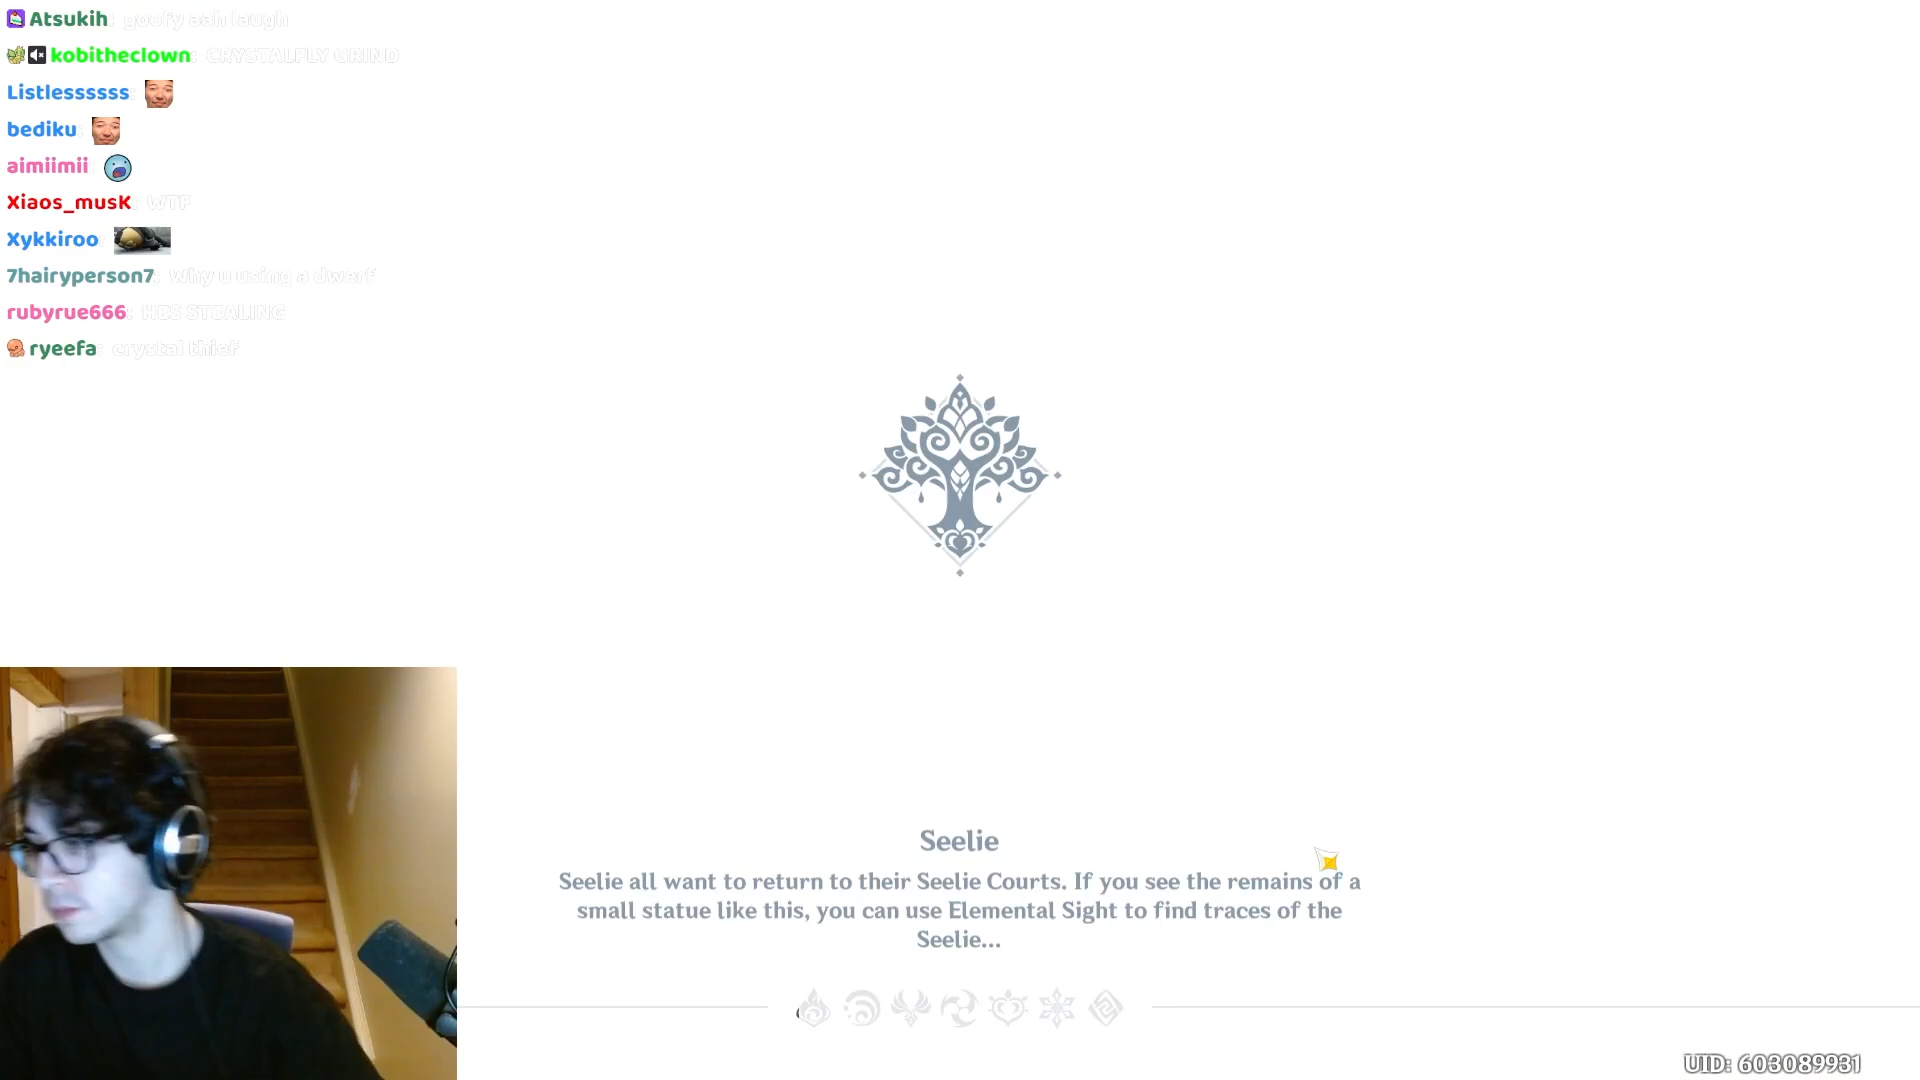 Atsukih: goofy aah laugh
kobitheclown: CRYSTALFLY GRIND
Listlessssss
bediku
aimiimii
Xiaos_musK: WTF
Xykkiroo
7hairyperson7: Why u using a dwerf
rubyrue666: HES STEALING
ryeefa: crystal thief
Seelie
Seelie all want to return to their Seelie Courts. If you see the remains of a
small statue like this, you can use Elemental Sight to find traces of the
Seelie...
UID: 603089931